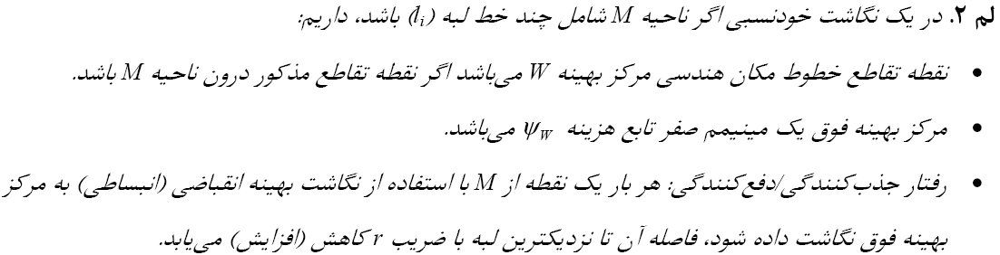 لم ۲. در یک نگاشت خودنسبی اگر ناحیه M شامل چند خط لبه (lᵢ) باشد، داریم:
• نقطه تقاطع خطوط مکان هندسی مرکز بهینه W می‌باشد اگر نقطه تقاطع مذکور درون ناحیه M باشد.
• مرکز بهینه فوق یک مینیمم صفر تابع هزینه ψ_W می‌باشد.
• رفتار جذب‌کنندگی/دفع‌کنندگی: هر بار یک نقطه از M با استفاده از نگاشت بهینه انقباضی (انبساطی) به مرکز
بهینه فوق نگاشت داده شود، فاصله آن تا نزدیکترین لبه با ضریب r کاهش (افزایش) می‌یابد.